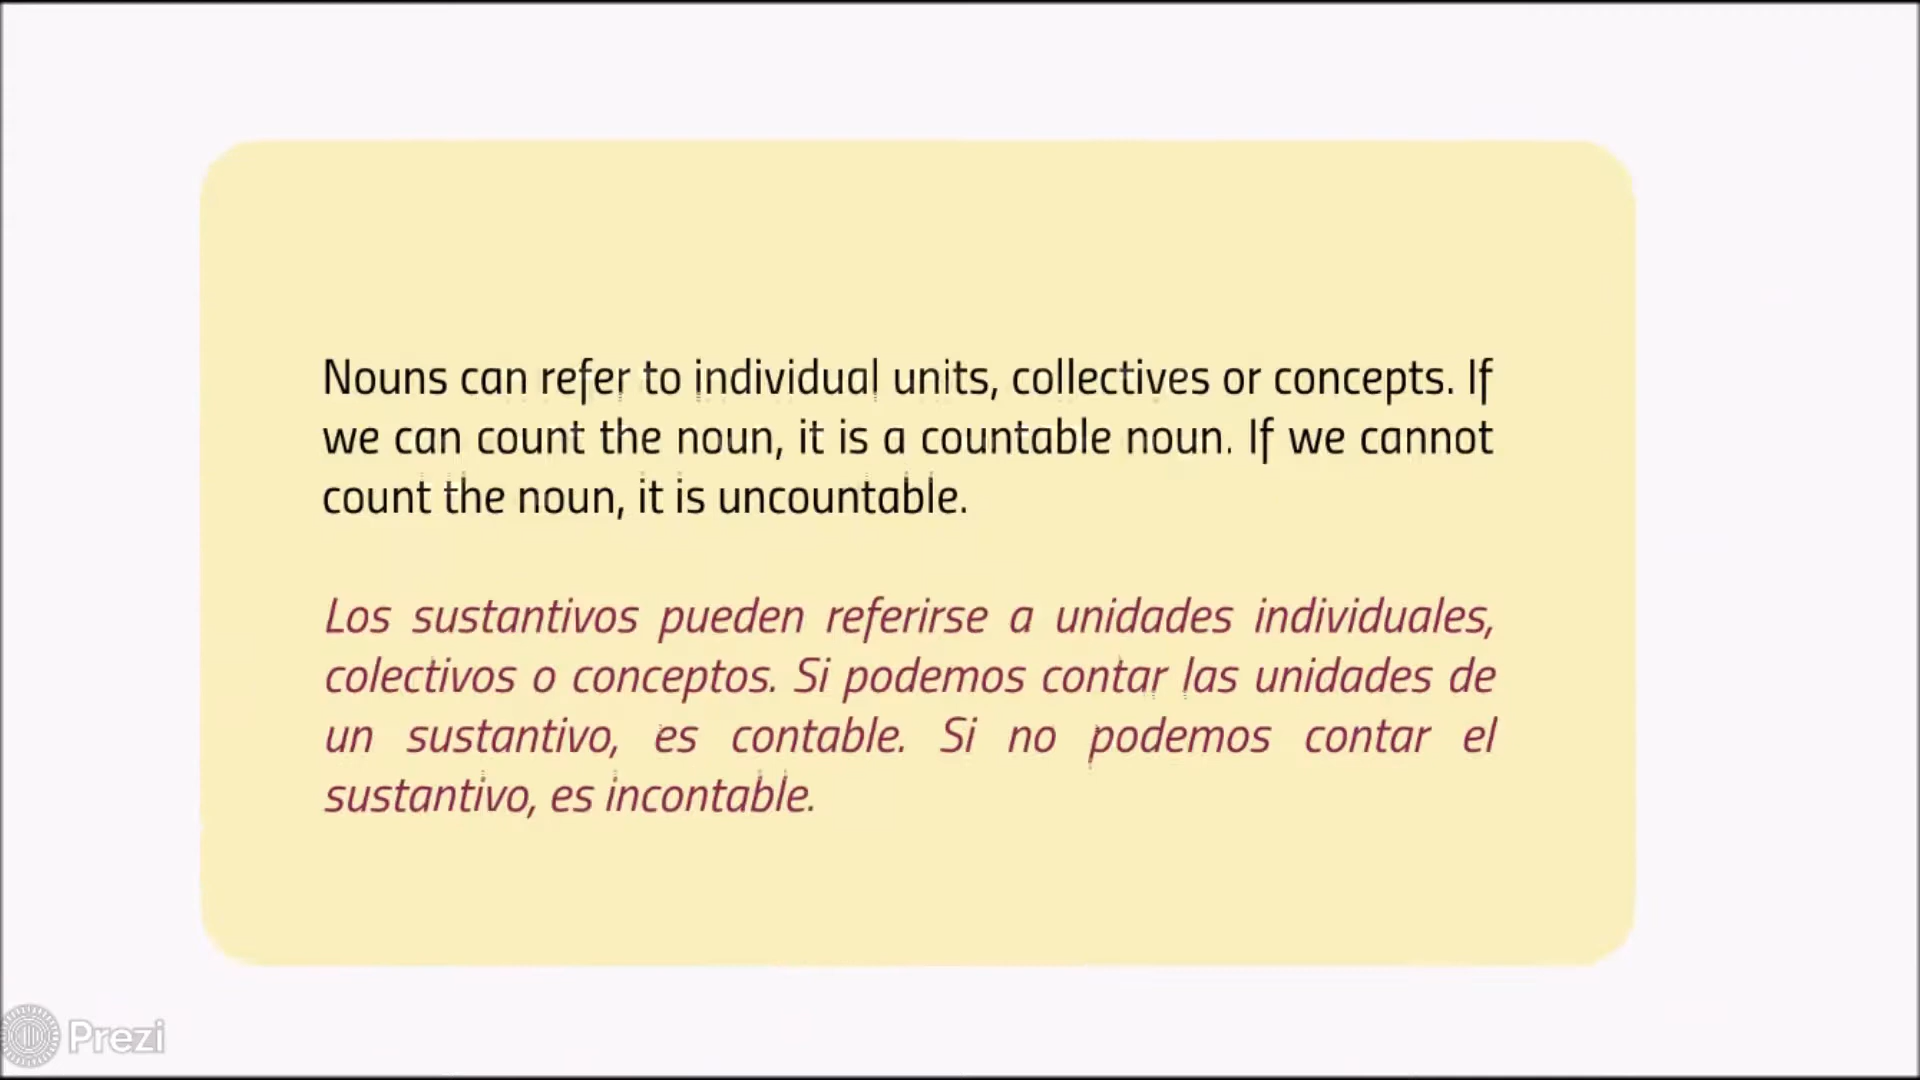 Nouns can refer to individual units, collectives or concepts. If
we can count the noun, it is a countable noun. If we cannot
count the noun, it is uncountable.
Los sustantivos pueden referirse a unidades individuales,
colectivos o conceptos. Si podemos contar las unidades de
un sustantivo, es contable. Si no podemos contar el
sustantivo, es incontable.
Prezi